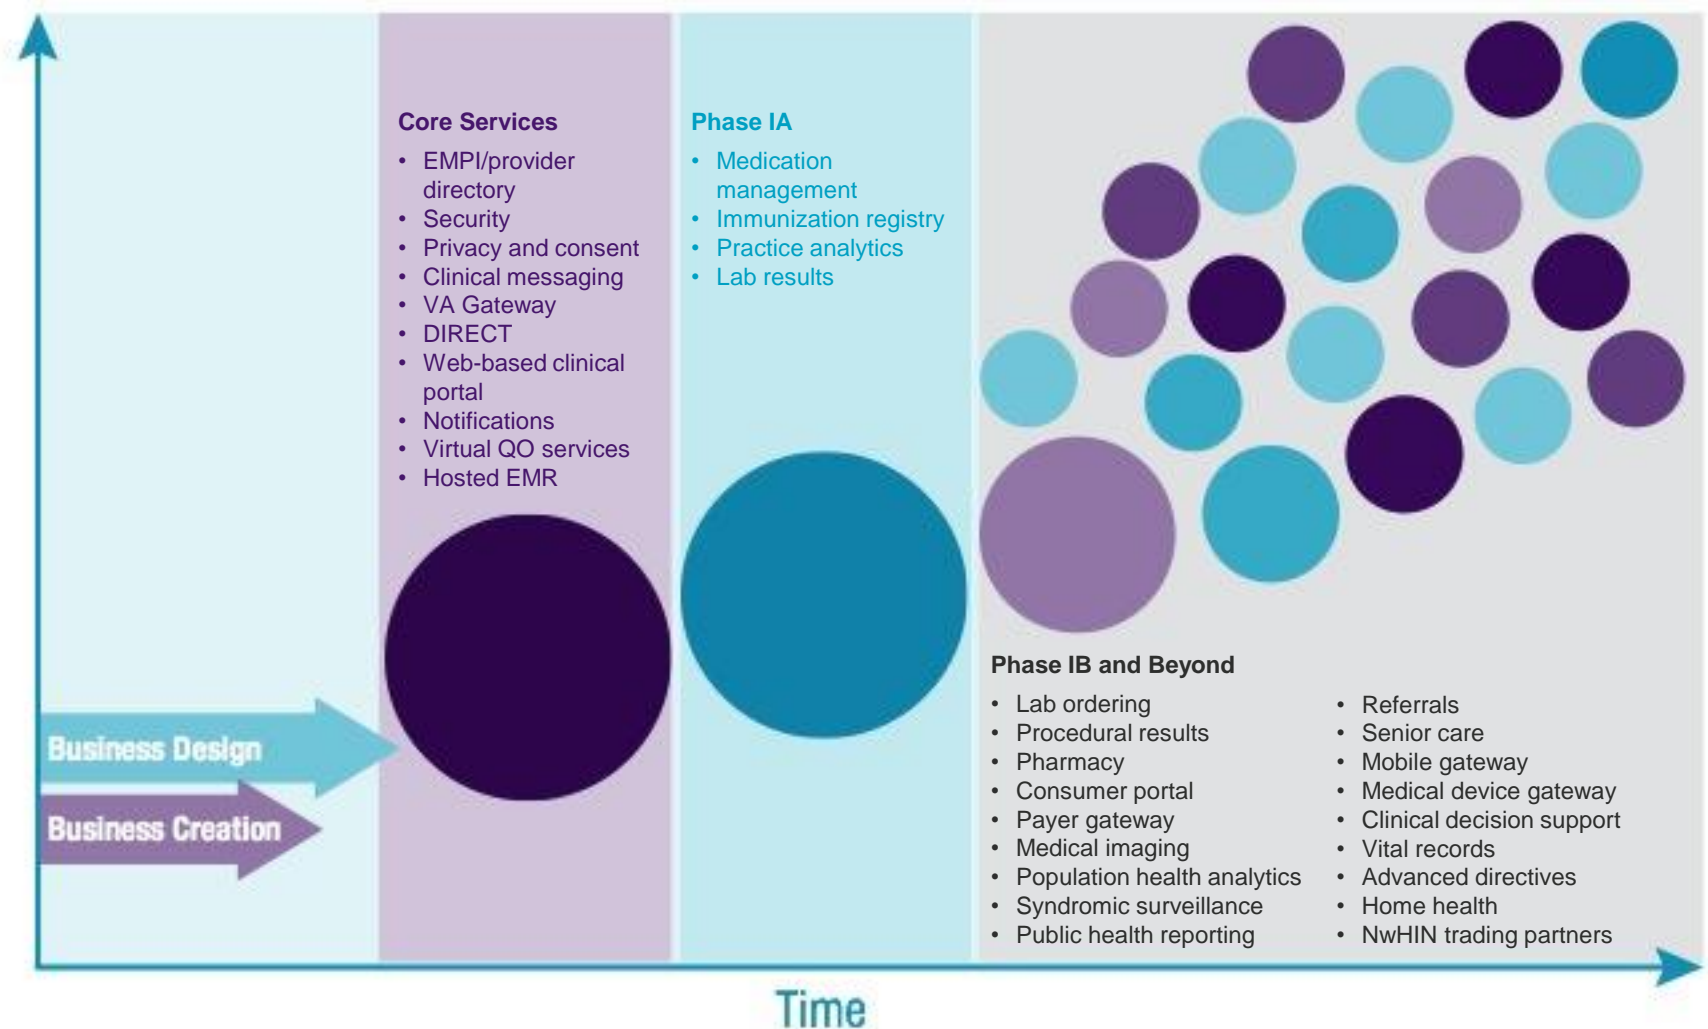 Core Services
• EMPI/provider
directory
• Security
• Privacy and consent
• Clinical messaging
• VA Gateway
• DIRECT
• Web-based clinical
portal
• Notifications
• Virtual QO services
• Hosted EMR
Phase IA
• Medication
management
• Immunization registry
• Practice analytics
• Lab results
Business Design
Business Creation
Phase IB and Beyond
• Lab ordering
• Procedural results
• Pharmacy
• Consumer portal
• Payer gateway
• Medical imaging
• Population health analytics
• Syndromic surveillance
• Public health reporting
• Referrals
• Senior care
• Mobile gateway
• Medical device gateway
• Clinical decision support
• Vital records
• Advanced directives
• Home health
• NwHIN trading partners
Time